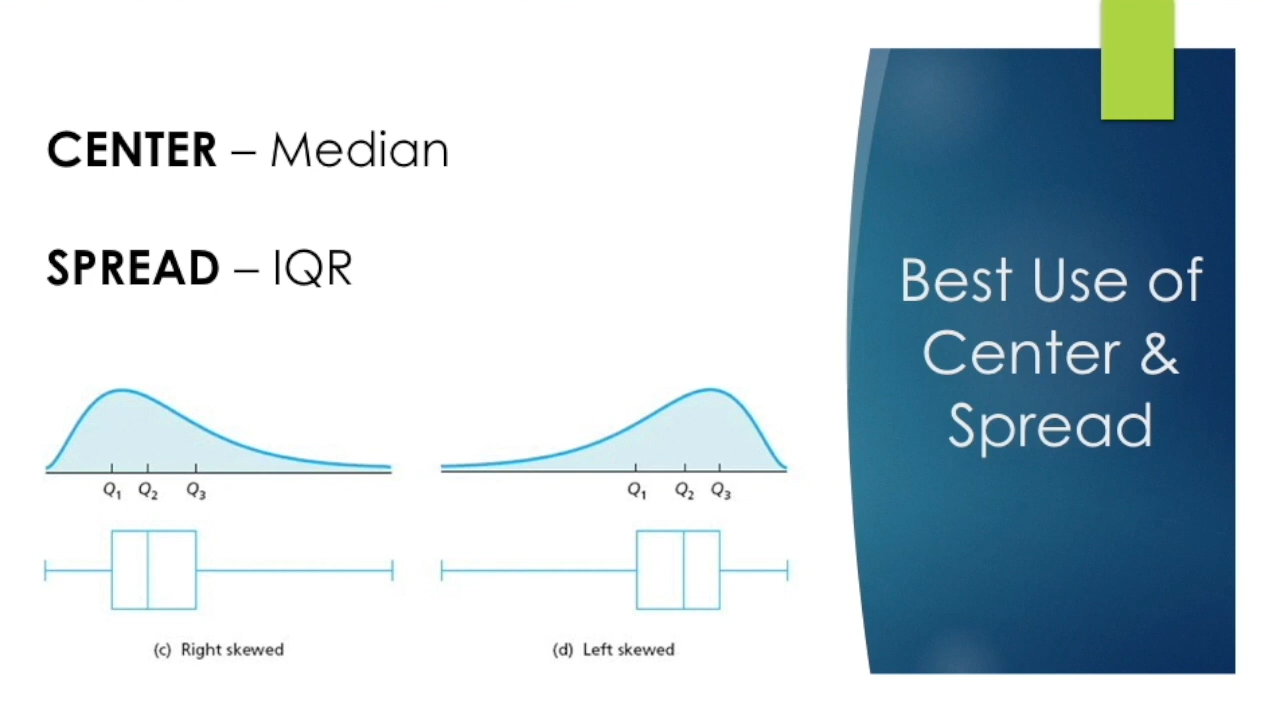 CENTER – Median
SPREAD – IQR
Best Use of
Center &
Spread
Q1 Q2 Q3
Q1 Q2 Q3
(c) Right skewed
(d) Left skewed